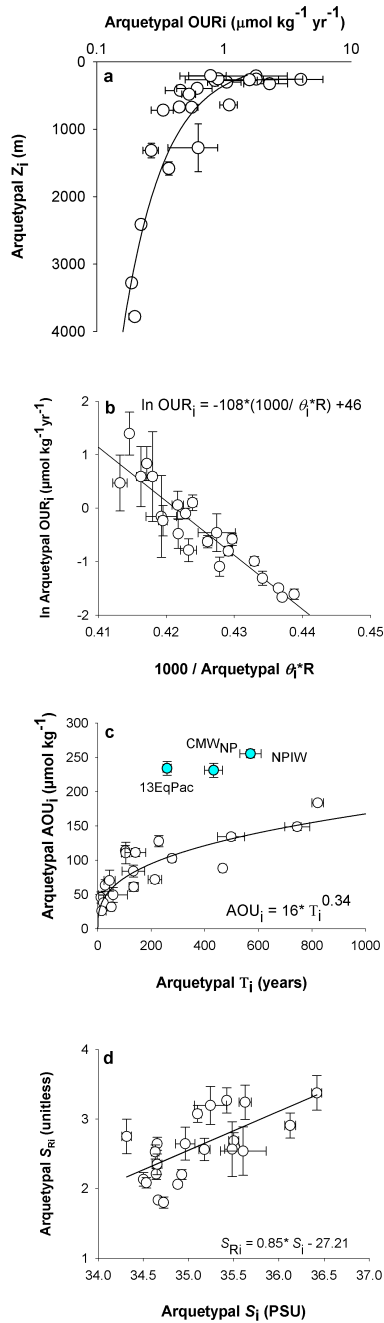 Arquetypal OURi (µmol kg-1 yr-1)
0.1 1 10
a
0
1000
2000
3000
4000
Arquetypal Zi (m)
b
ln OURi = -108*(1000/ θi*R) +46
2
1
0
-1
-2
ln Arquetypal OURi (µmol kg-1yr-1)
0.41 0.42 0.43 0.44 0.45
1000 / Arquetypal θi*R
c
300
250
200
150
100
50
0
Arquetypal AOUi (µmol kg-1)
CMWNP
NPIW
13EqPac
AOUi = 16* Ti0.34
0 200 400 600 800 1000
Arquetypal Ti (years)
d
4
3
2
1
Arquetypal SRi (unitless)
SRi = 0.85* Si - 27.21
34.0 34.5 35.0 35.5 36.0 36.5 37.0
Arquetypal Si (PSU)